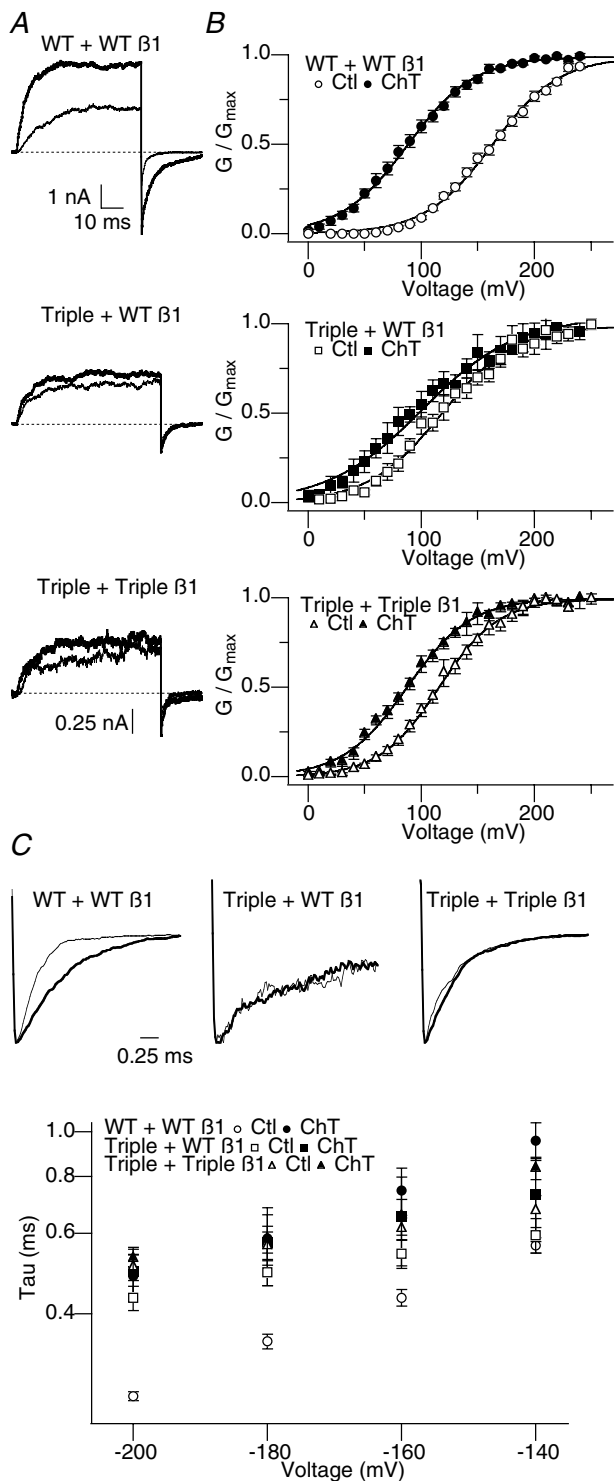 A
WT + WT ß1
1 nA
10 ms
Triple + WT ß1
Triple + Triple ß1
0.25 nA
B
WT + WT ß1
Ctl ChT
1.0
0.5
0.0
G / Gmax
0 100 200
Voltage (mV)
Triple + WT ß1
Ctl ChT
1.0
0.5
0.0
G / Gmax
0 100 200
Voltage (mV)
Triple + Triple ß1
Ctl ChT
1.0
0.5
0.0
G / Gmax
0 100 200
Voltage (mV)
C
WT + WT ß1
Triple + WT ß1
Triple + Triple ß1
0.25 ms
WT + WT ß1 Ctl ChT
Triple + WT ß1 Ctl ChT
Triple + Triple ß1 Ctl ChT
1.0
0.8
0.6
0.4
Tau (ms)
-200 -180 -160 -140
Voltage (mV)